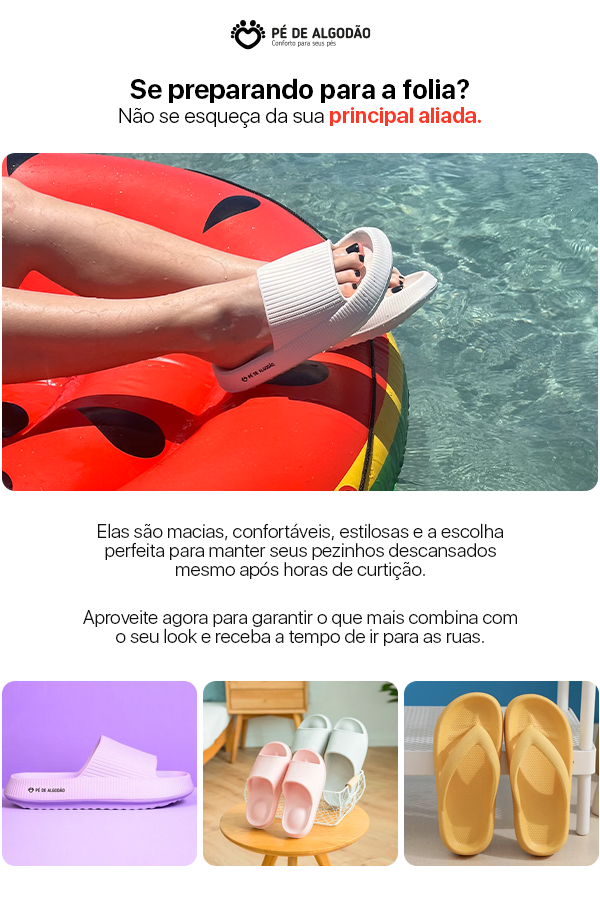 PÉ DE ALGODÃO
Conforto para seus pés
Se preparando para a folia?
Não se esqueça da sua principal aliada.
PÉ DE ALGODÃO
Elas são macias, confortáveis, estilosas e a escolha
perfeita para manter seus pezinhos descansados
mesmo após horas de curtição.
Aproveite agora para garantir o que mais combina com
o seu look e receba a tempo de ir para as ruas.
PÉ DE ALGODÃO